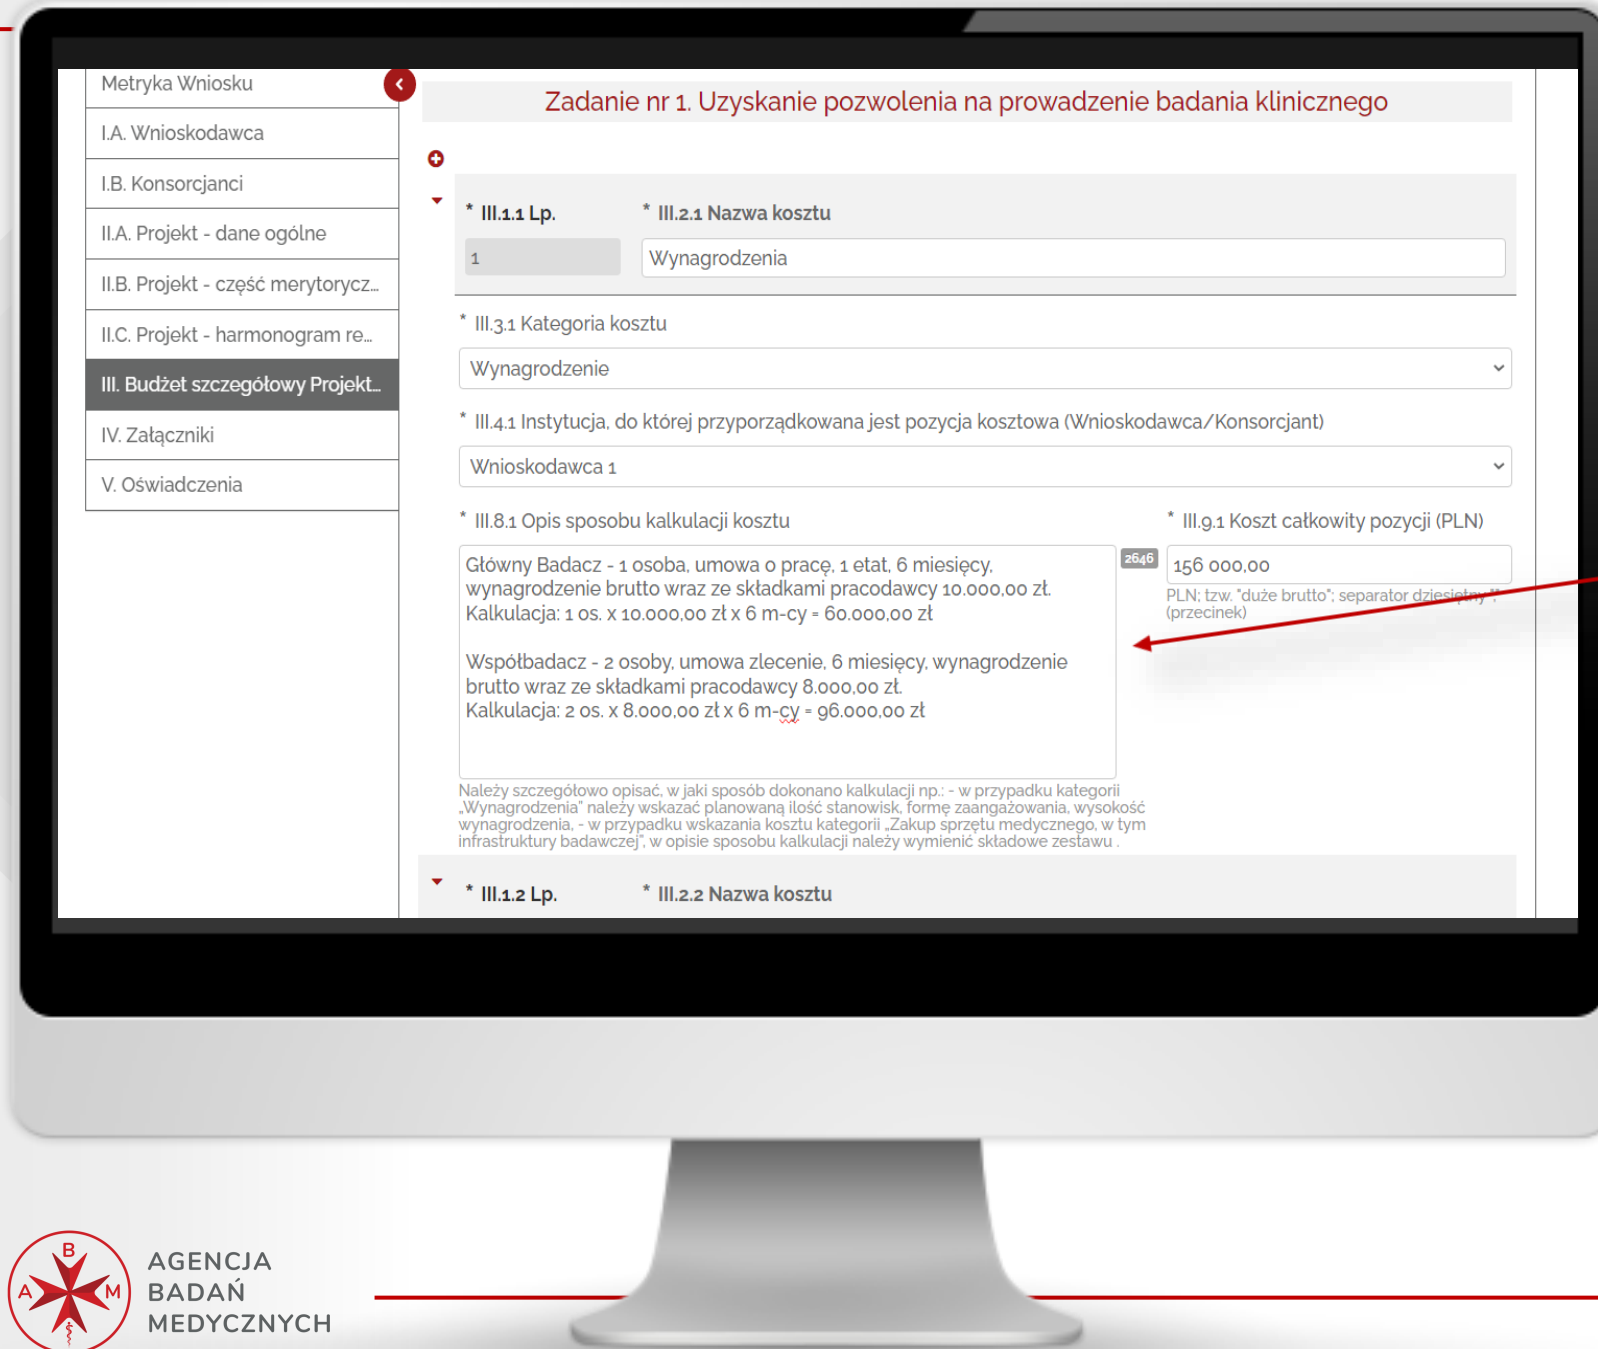 Metryka Wniosku
I.A. Wnioskodawca
I.B. Konsorcjanci
II.A. Projekt - dane ogólne
II.B. Projekt - część merytorycz...
II.C. Projekt - harmonogram re...
III. Budżet szczegółowy Projekt...
IV. Załączniki
V. Oświadczenia
Zadanie nr 1. Uzyskanie pozwolenia na prowadzenie badania klinicznego
* III.1.1 Lp.
* III.2.1 Nazwa kosztu
1
Wynagrodzenia
* III.3.1 Kategoria kosztu
Wynagrodzenie
* III.4.1 Instytucja, do której przyporządkowana jest pozycja kosztowa (Wnioskodawca/Konsorcjant)
Wnioskodawca 1
* III.8.1 Opis sposobu kalkulacji kosztu
Główny Badacz - 1 osoba, umowa o pracę, 1 etat, 6 miesięcy,
wynagrodzenie brutto wraz ze składkami pracodawcy 10.000,00 zł.
Kalkulacja: 1 os. x 10.000,00 zł x 6 m-cy = 60.000,00 zł
Współbadacz - 2 osoby, umowa zlecenie, 6 miesięcy, wynagrodzenie
brutto wraz ze składkami pracodawcy 8.000,00 zł.
Kalkulacja: 2 os. x 8.000,00 zł x 6 m-cy = 96.000,00 zł
2646
* III.9.1 Koszt całkowity pozycji (PLN)
156 000,00
PLN; tzw. "duże brutto"; separator dziesiętny ","
(przecinek)
Należy szczegółowo opisać, w jaki sposób dokonano kalkulacji np.: - w przypadku kategorii
„Wynagrodzenia" należy wskazać planowaną ilość stanowisk, formę zaangażowania, wysokość
wynagrodzenia, - w przypadku wskazania kosztu kategorii „Zakup sprzętu medycznego, w tym
infrastruktury badawczej", w opisie sposobu kalkulacji należy wymienić składowe zestawu .
* III.1.2 Lp.
* III.2.2 Nazwa kosztu
B
A
M
AGENCJA
BADAŃ
MEDYCZNYCH